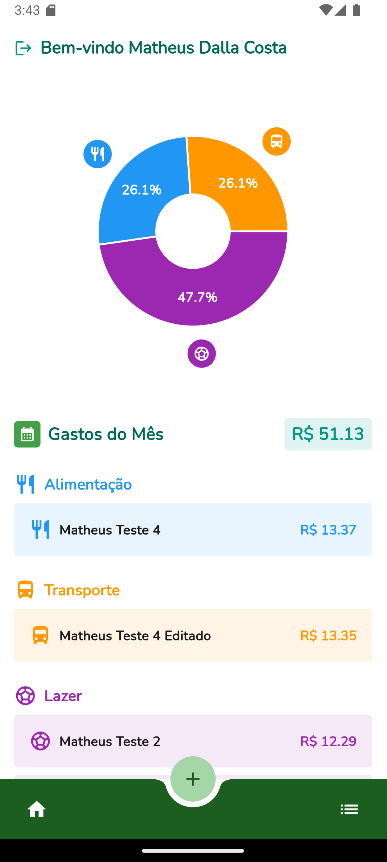 3:43
Bem-vindo Matheus Dalla Costa
26.1%
26.1%
47.7%
Gastos do Mês
R$ 51.13
Alimentação
Matheus Teste 4
R$ 13.37
Transporte
Matheus Teste 4 Editado
R$ 13.35
Lazer
Matheus Teste 2
R$ 12.29
+